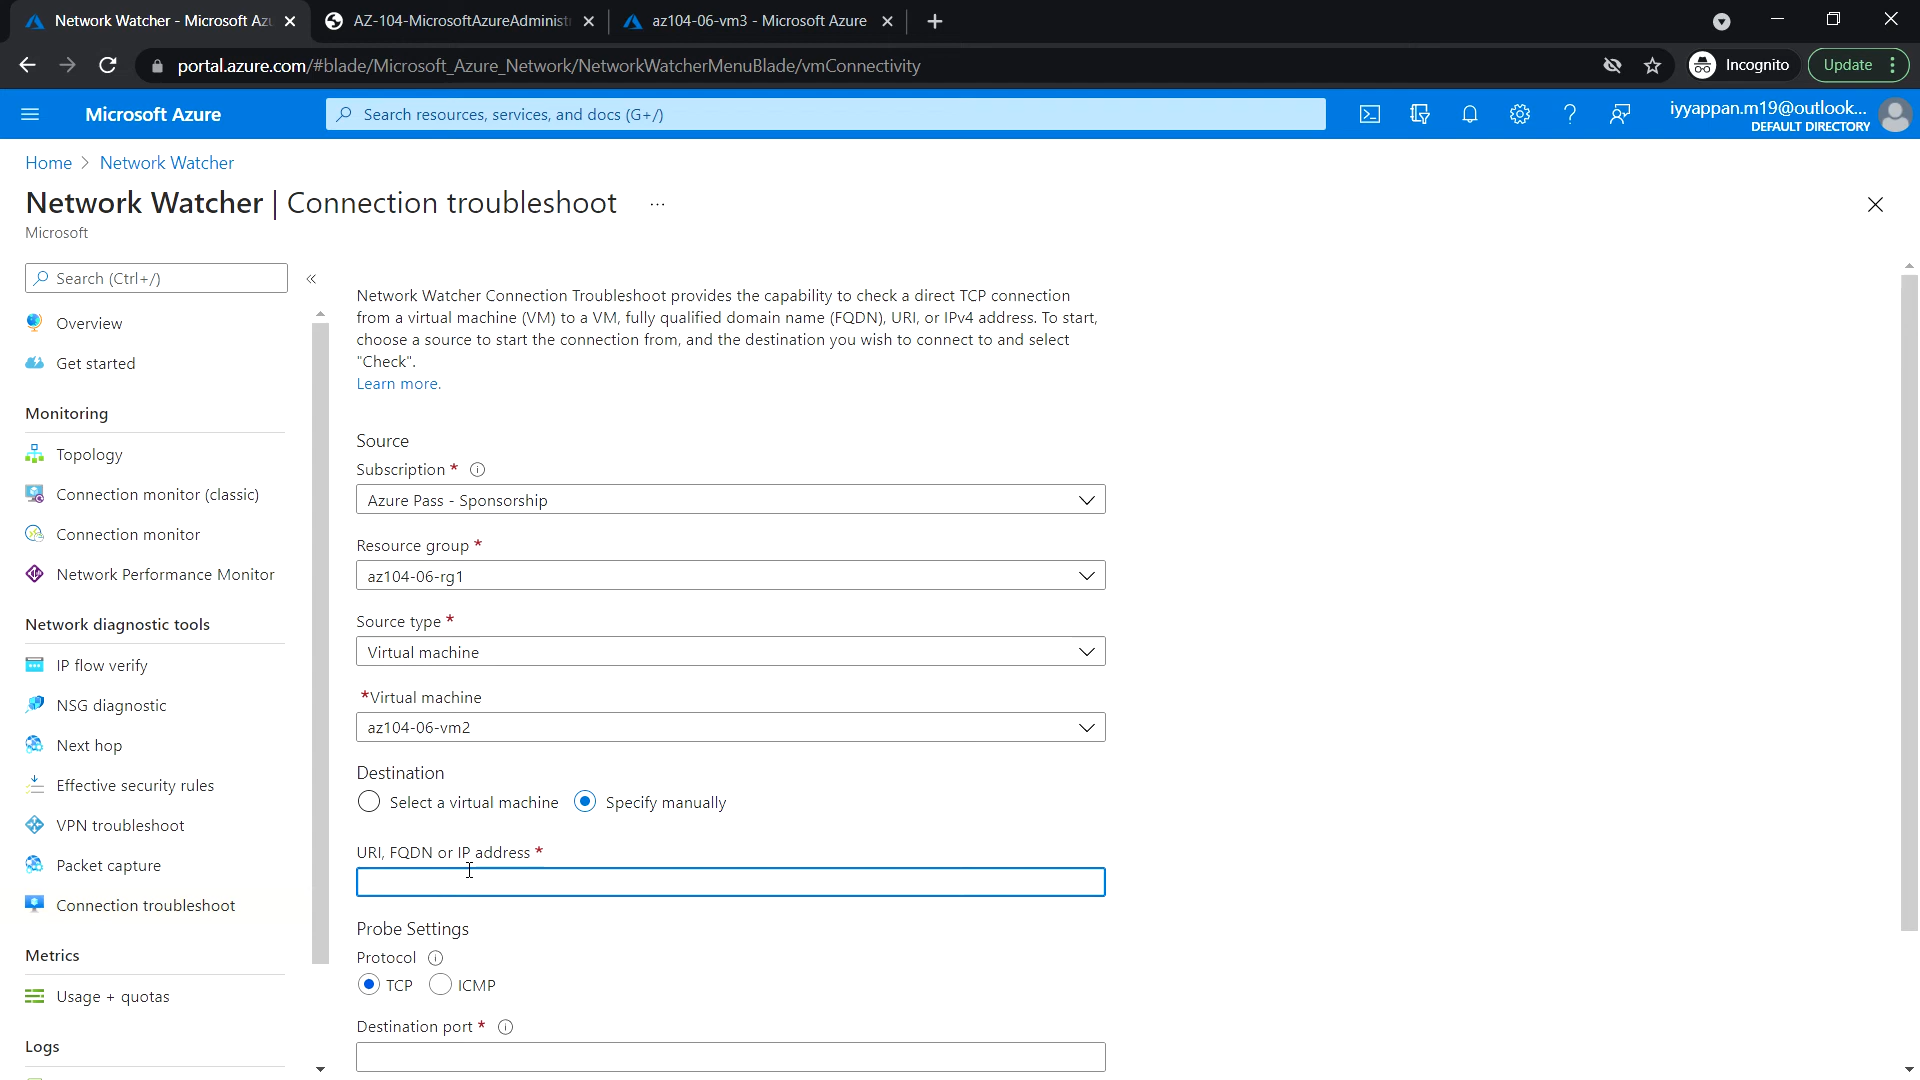 Network Watcher - Microsoft Az
AZ-104-MicrosoftAzureAdminist
az104-06-vm3 - Microsoft Azure
portal.azure.com/#blade/Microsoft_Azure_Network/NetworkWatcherMenuBlade/vmConnectivity
Incognito
Update
Microsoft Azure
Search resources, services, and docs (G+/)
iyyappan.m19@outlook...
DEFAULT DIRECTORY
Home > Network Watcher
Network Watcher | Connection troubleshoot ...
Microsoft
Search (Ctrl+/)
«
Overview
Get started
Monitoring
Topology
Connection monitor (classic)
Connection monitor
Network Performance Monitor
Network diagnostic tools
IP flow verify
NSG diagnostic
Next hop
Effective security rules
VPN troubleshoot
Packet capture
Connection troubleshoot
Metrics
Usage + quotas
Logs
Network Watcher Connection Troubleshoot provides the capability to check a direct TCP connection
from a virtual machine (VM) to a VM, fully qualified domain name (FQDN), URI, or IPv4 address. To start,
choose a source to start the connection from, and the destination you wish to connect to and select
"Check".
Learn more.
Source
Subscription *
Azure Pass - Sponsorship
Resource group *
az104-06-rg1
Source type *
Virtual machine
*Virtual machine
az104-06-vm2
Destination
Select a virtual machine
Specify manually
URI, FQDN or IP address *
Probe Settings
Protocol
TCP
ICMP
Destination port *